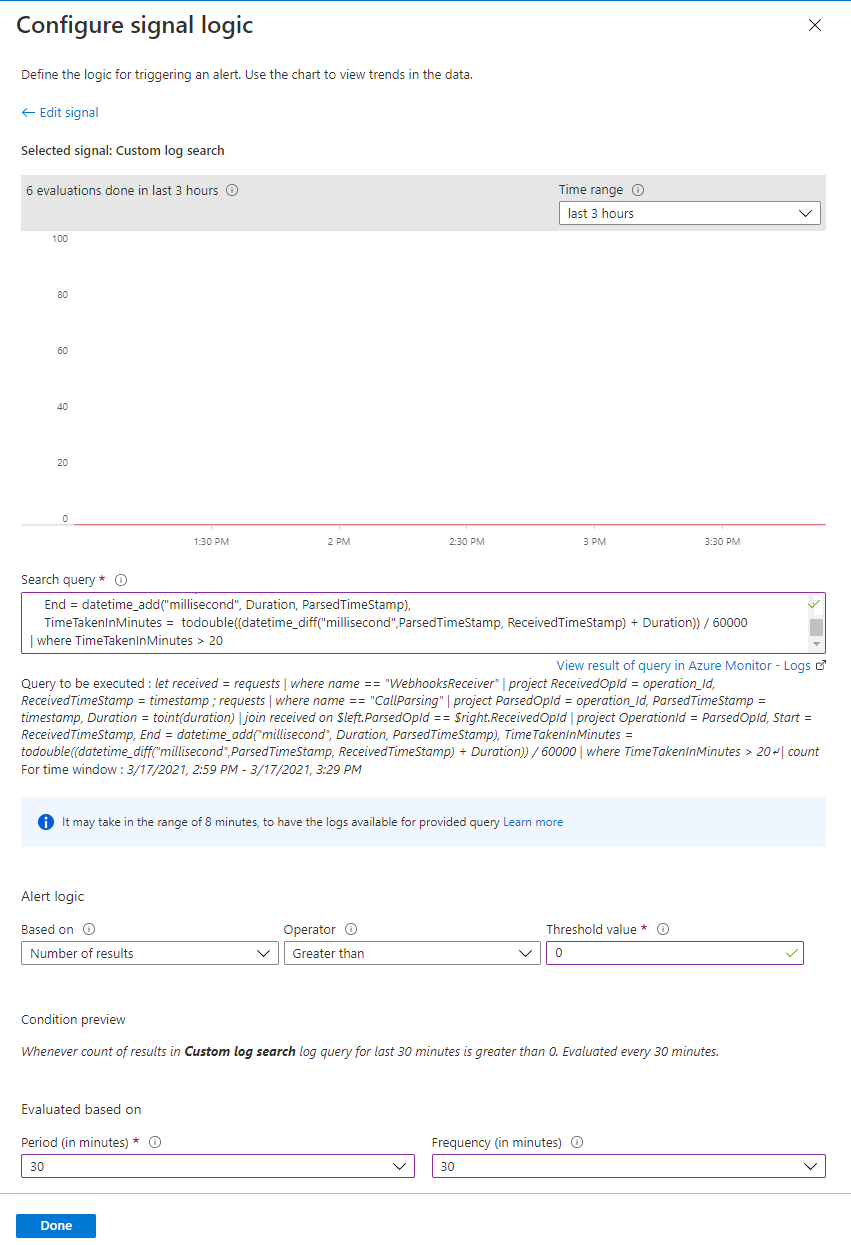 Configure signal logic
Define the logic for triggering an alert. Use the chart to view trends in the data.
← Edit signal
Selected signal: Custom log search
6 evaluations done in last 3 hours
Time range
last 3 hours
100
80
60
40
20
0
1:30 PM 2 PM 2:30 PM 3 PM 3:30 PM
Search query *
End = datetime_add("millisecond", Duration, ParsedTimeStamp),
TimeTakenInMinutes = todouble((datetime_diff("millisecond",ParsedTimeStamp, ReceivedTimeStamp) + Duration)) / 60000
| where TimeTakenInMinutes > 20
View result of query in Azure Monitor - Logs
Query to be executed : let received = requests | where name == "WebhooksReceiver" | project ReceivedOpId = operation_Id,
ReceivedTimeStamp = timestamp ; requests | where name == "CallParsing" | project ParsedOpId = operation_Id, ParsedTimeStamp =
timestamp, Duration = toint(duration) | join received on $left.ParsedOpId == $right.ReceivedOpId | project OperationId = ParsedOpId, Start =
ReceivedTimeStamp, End = datetime_add("millisecond", Duration, ParsedTimeStamp), TimeTakenInMinutes =
todouble((datetime_diff("millisecond",ParsedTimeStamp, ReceivedTimeStamp) + Duration)) / 60000 | where TimeTakenInMinutes > 20↵| count
For time window : 3/17/2021, 2:59 PM - 3/17/2021, 3:29 PM
It may take in the range of 8 minutes, to have the logs available for provided query Learn more
Alert logic
Based on
Operator
Threshold value *
Number of results
Greater than
0
Condition preview
Whenever count of results in Custom log search log query for last 30 minutes is greater than 0. Evaluated every 30 minutes.
Evaluated based on
Period (in minutes) *
Frequency (in minutes)
30
30
Done